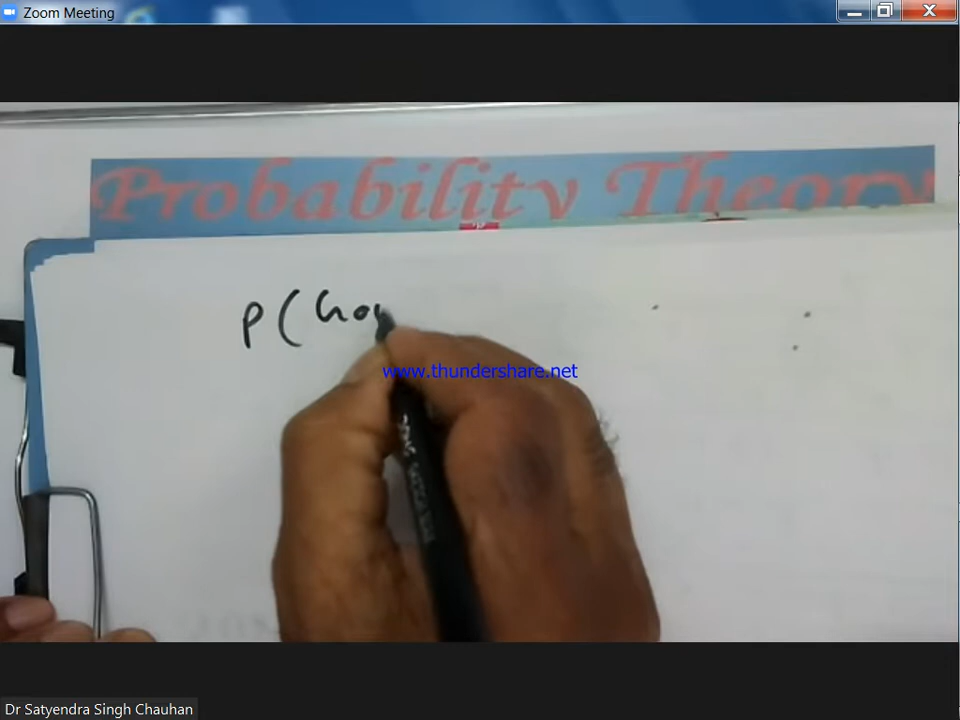 Zoom Meeting
Probability Theory
P(
www.thundershare.net
Dr Satyendra Singh Chauhan